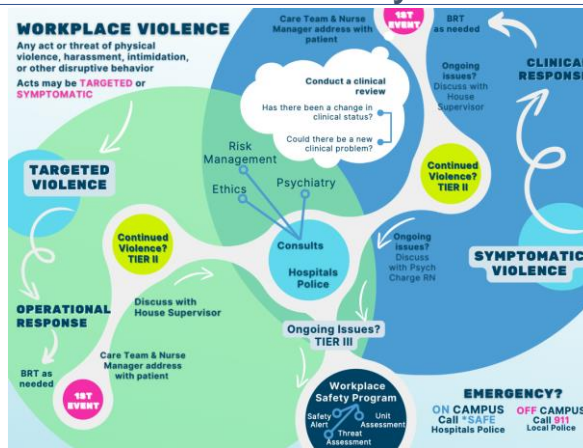 WORKPLACE VIOLENCE
Any act or threat of physical
violence, harassment, intimidation,
or other disruptive behavior
Acts may be TARGETED or
SYMPTOMATIC
Care Team & Nurse
Manager address with
patient
1ST
EVENT
BRT
as needed
CLINICAL
RESPONSE
Conduct a clinical
review
Has there been a change in
clinical status?
Could there be a new
clinical problem?
Ongoing
issues?
Discuss with
House
Supervisor
Continued
Violence?
TIER II
Ongoing
issues?
Discuss
with Psych
Charge RN
SYMPTOMATIC
VIOLENCE
Risk
Management
Ethics
Psychiatry
Consults
Hospitals
Police
TARGETED
VIOLENCE
Continued
Violence?
TIER II
Discuss with
House Supervisor
OPERATIONAL
RESPONSE
Care Team & Nurse
Manager address
with patient
BRT as
needed
1ST
EVENT
Ongoing Issues?
TIER III
Workplace
Safety Program
Safety
Alert
Unit
Assessment
Threat
Assessment
EMERGENCY?
ON CAMPUS
Call *SAFE
Hospitals Police
OFF CAMPUS
Call 911
Local Police